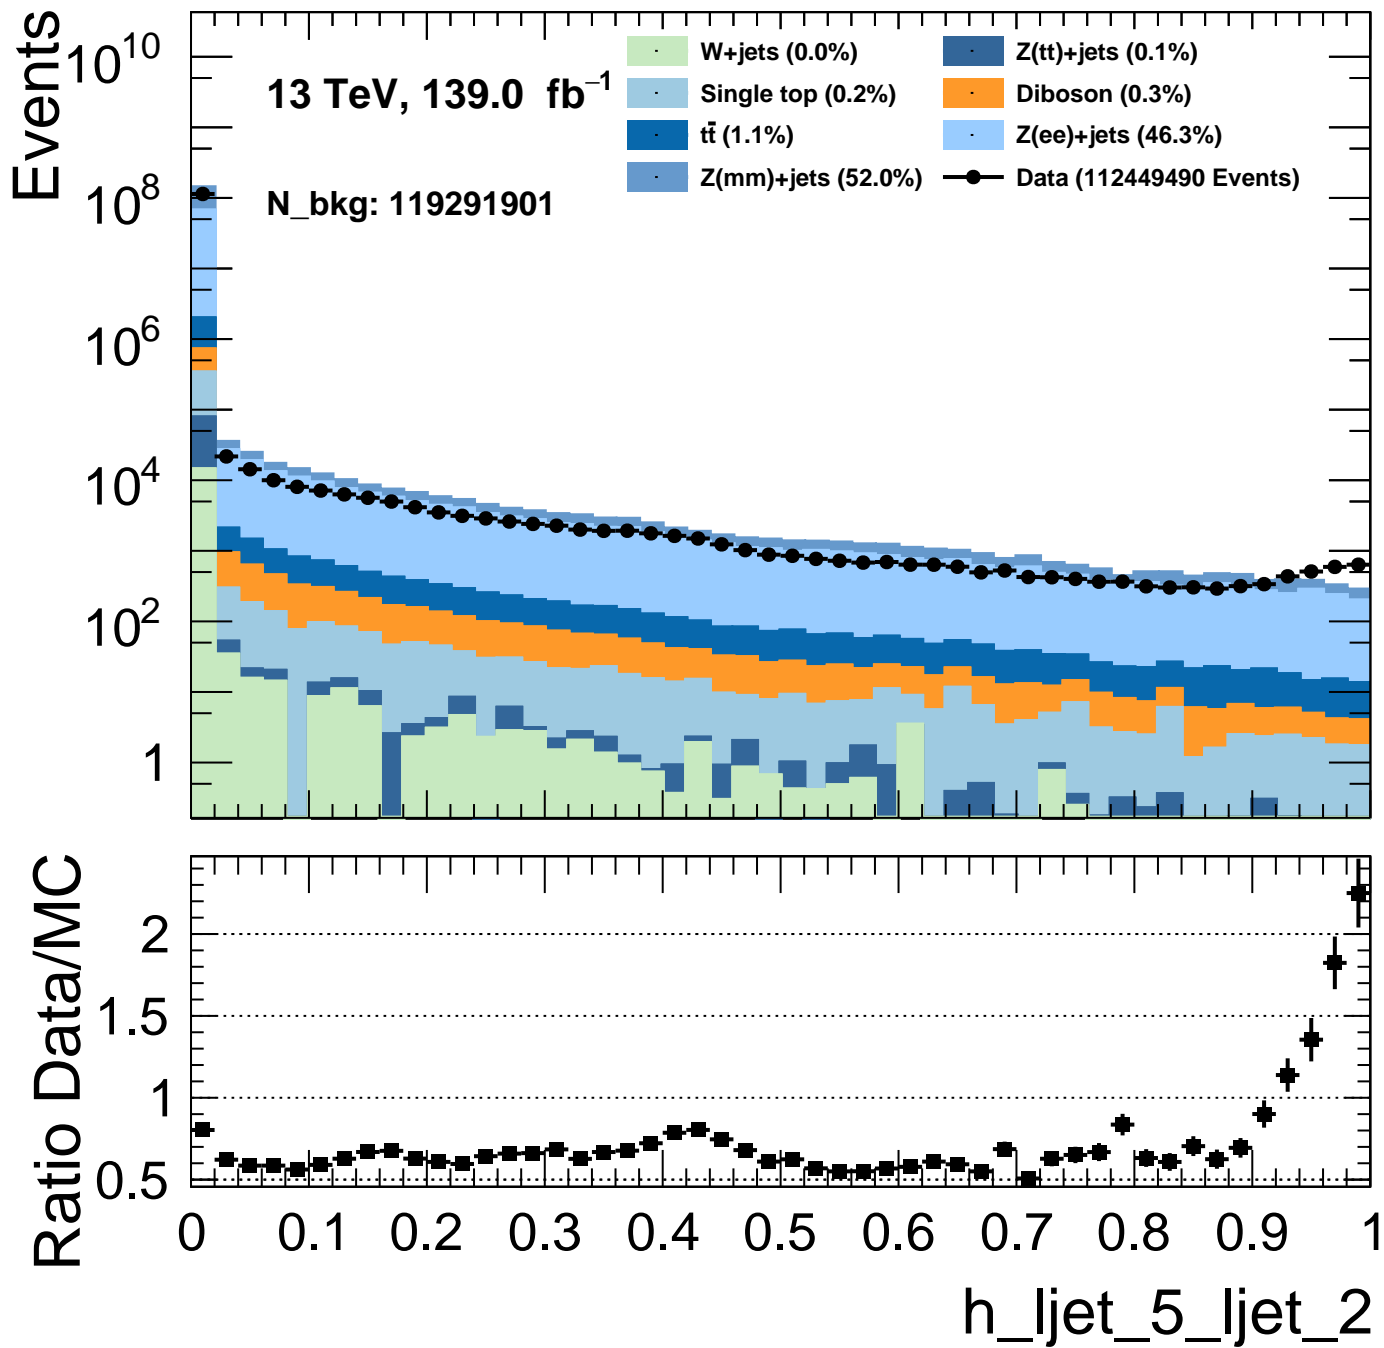 Events
10^10
10^8
10^6
10^4
10^2
1
13 TeV, 139.0 fb^−1
N_bkg: 119291901
W+jets (0.0%)
Single top (0.2%)
tt̄ (1.1%)
Z(mm)+jets (52.0%)
Z(tt)+jets (0.1%)
Diboson (0.3%)
Z(ee)+jets (46.3%)
Data (112449490 Events)
Ratio Data/MC
2
1.5
1
0.5
0 0.1 0.2 0.3 0.4 0.5 0.6 0.7 0.8 0.9 1
h_ljet_5_ljet_2